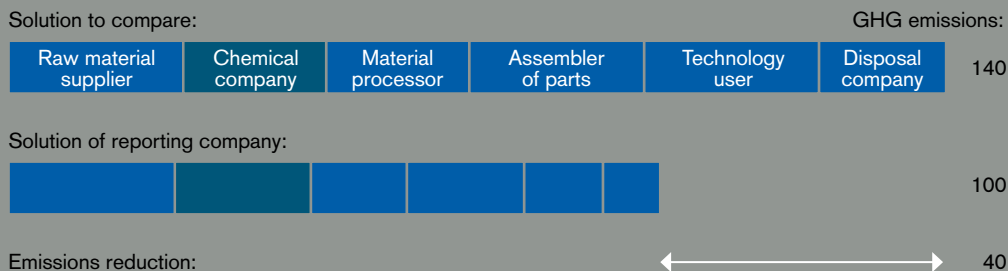 Solution to compare:
GHG emissions:
Raw material
supplier
Chemical
company
Material
processor
Assembler
of parts
Technology
user
Disposal
company
140
Solution of reporting company:
100
Emissions reduction:
40